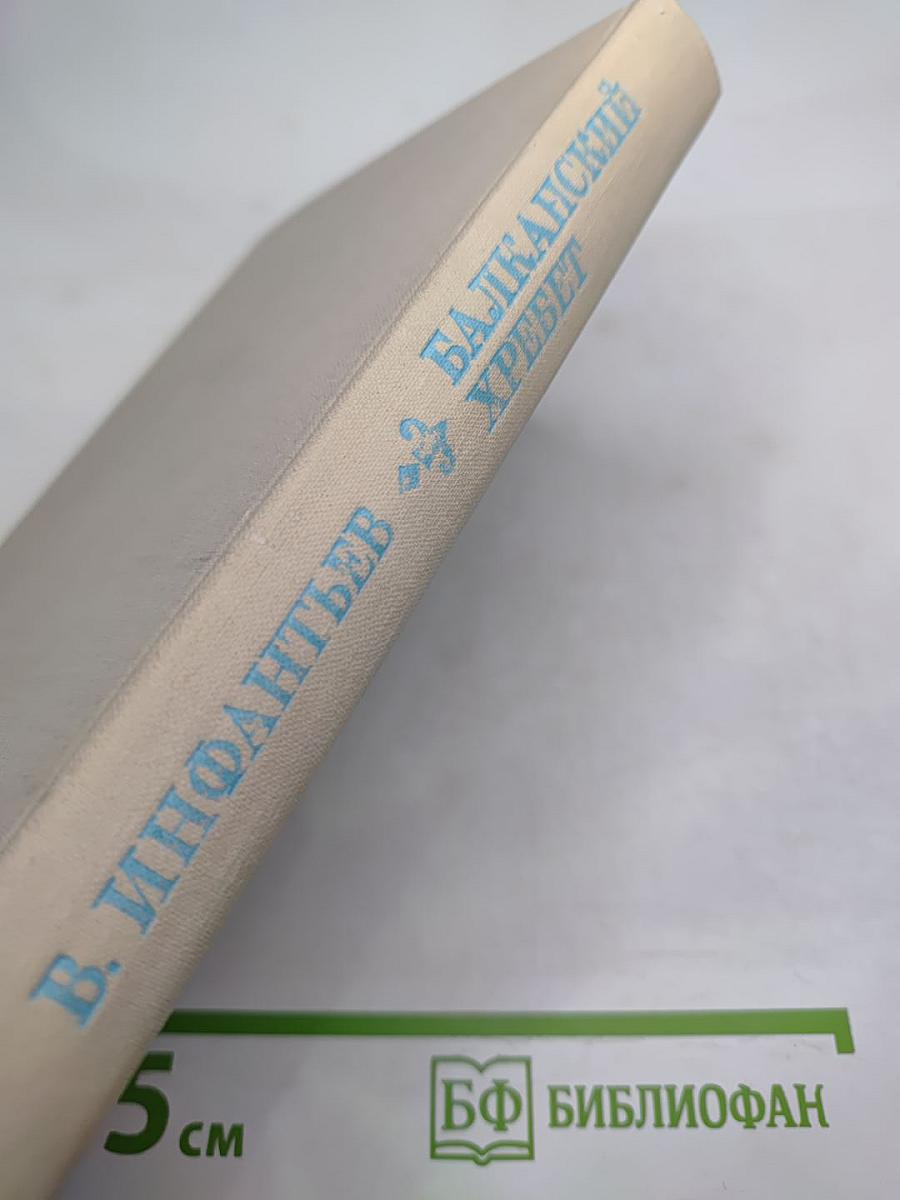 В. ИНФАНТЬЕВ
БАЛКАНСКИЙ
ХРЕБЕТ
5 см
БФ БИБЛИОФАН